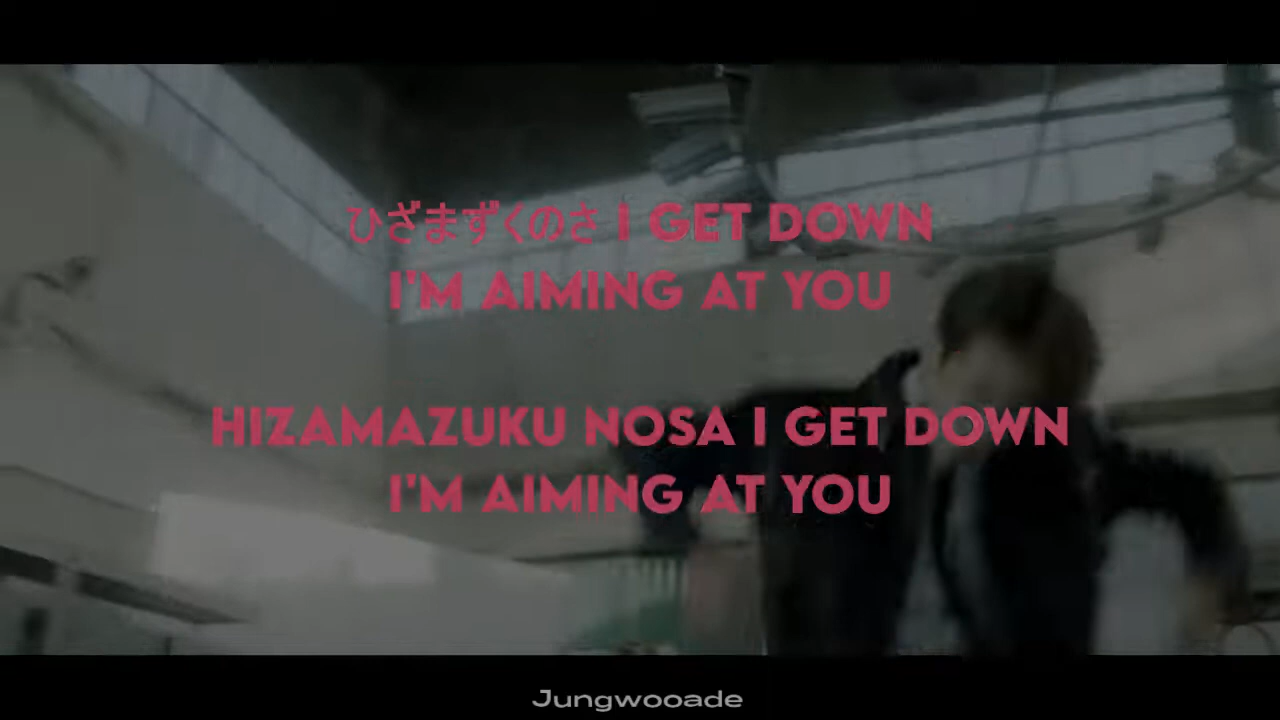 ひざまずくのさ I GET DOWN
I'M AIMING AT YOU
HIZAMAZUKU NOSA I GET DOWN
I'M AIMING AT YOU
Jungwooade